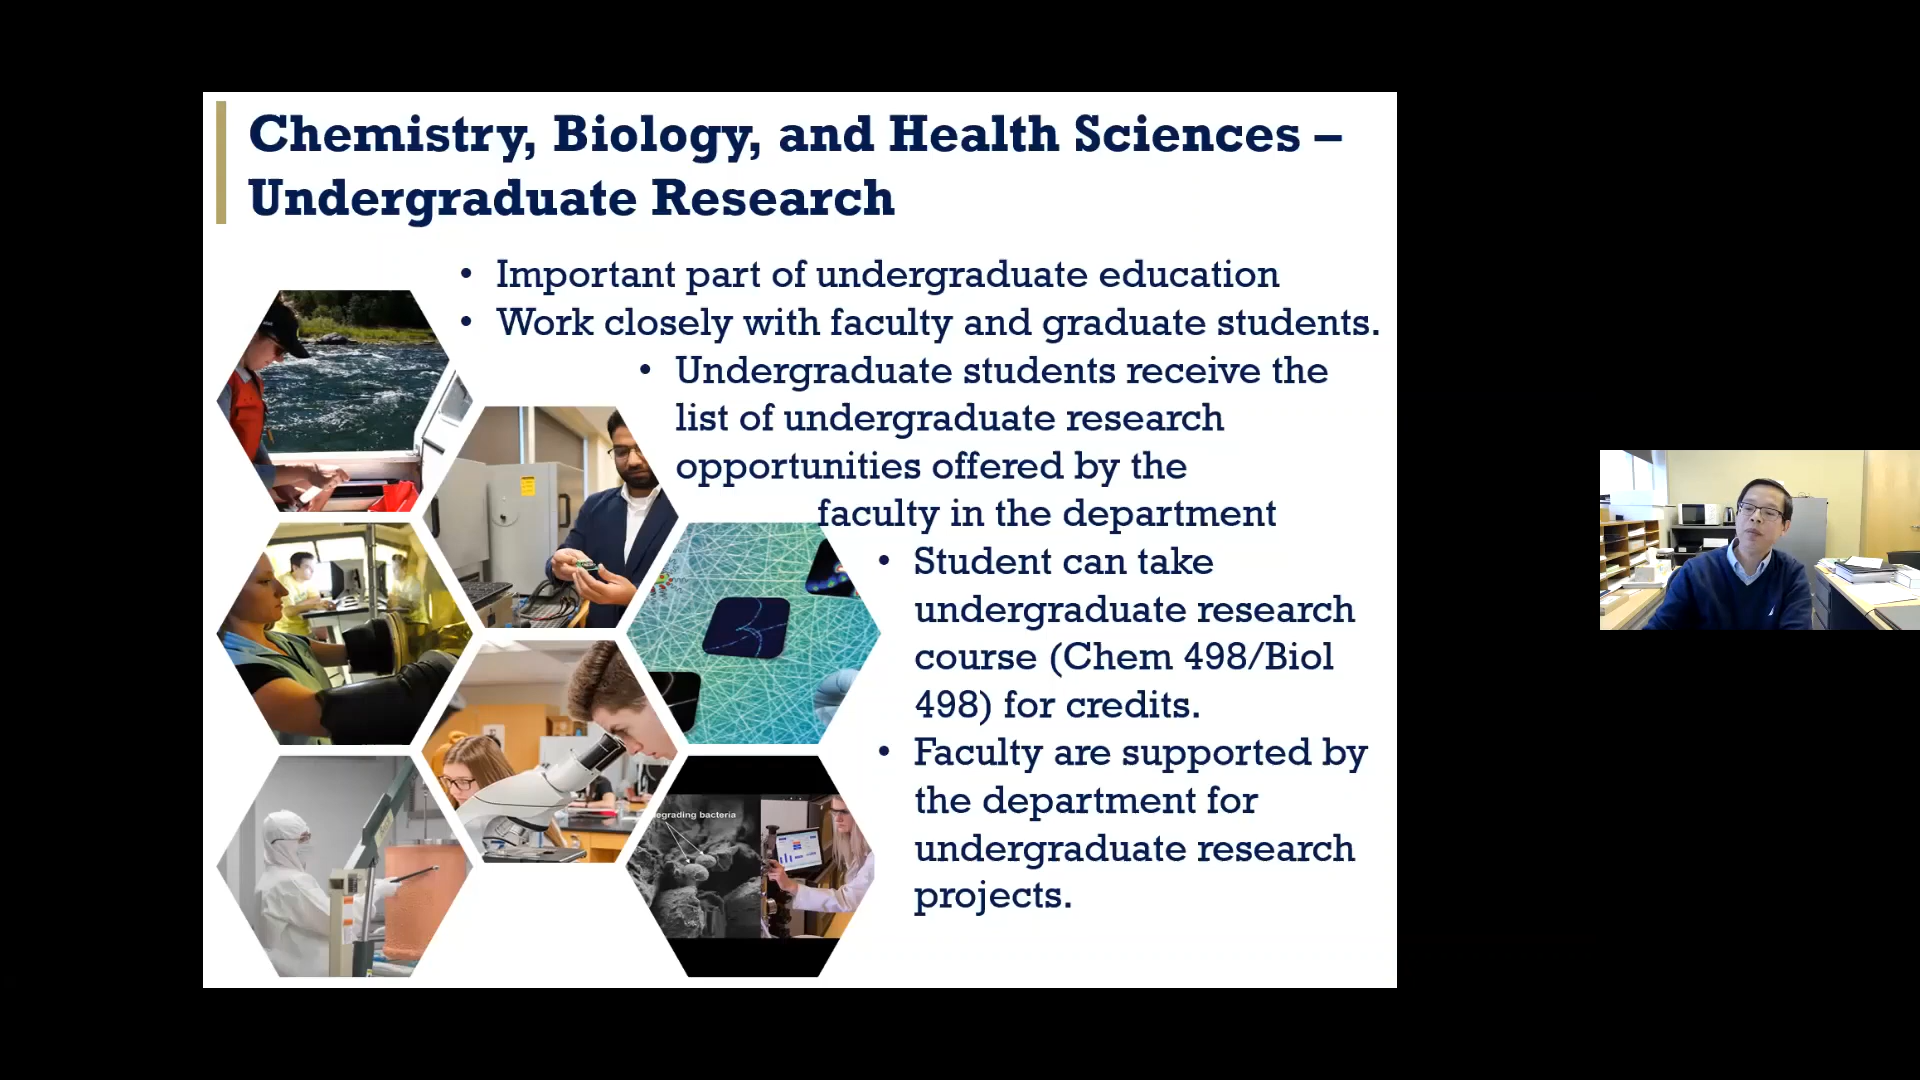 Chemistry, Biology, and Health Sciences –
Undergraduate Research
• Important part of undergraduate education
• Work closely with faculty and graduate students.
• Undergraduate students receive the
list of undergraduate research
opportunities offered by the
faculty in the department
• Student can take
undergraduate research
course (Chem 498/Biol
498) for credits.
• Faculty are supported by
the department for
undergraduate research
projects.
egrading bacteria